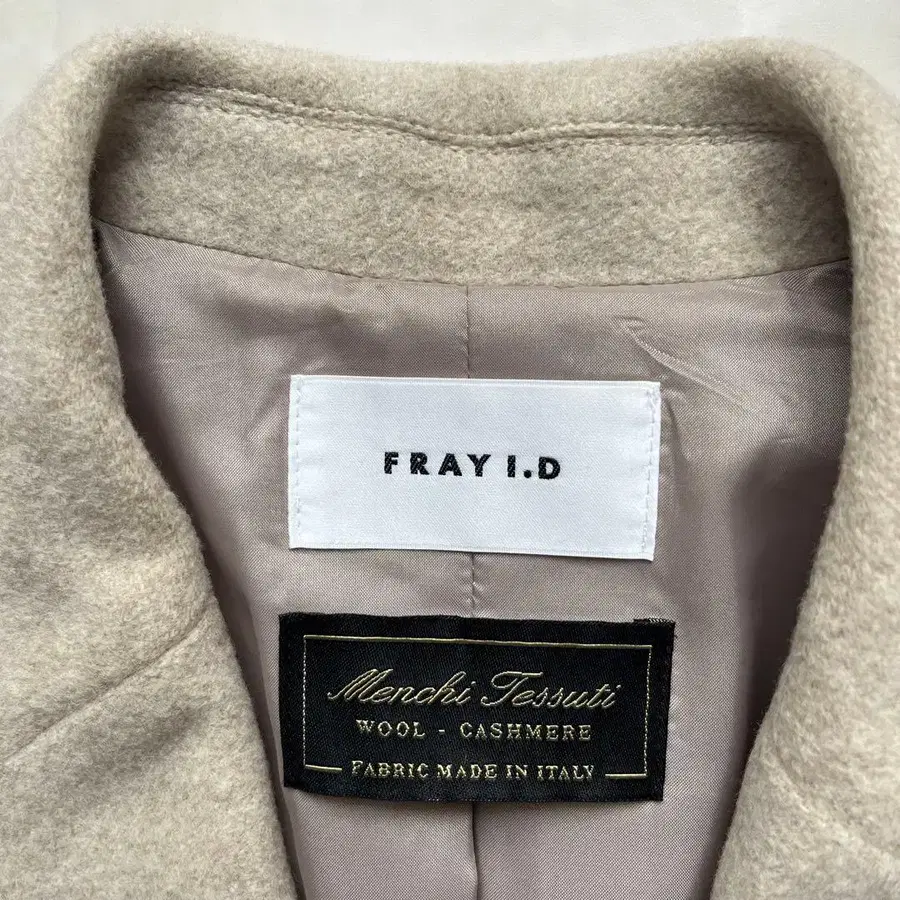 FRAY I.D
Menchi Tessuti
WOOL - CASHMERE
FABRIC MADE IN ITALY